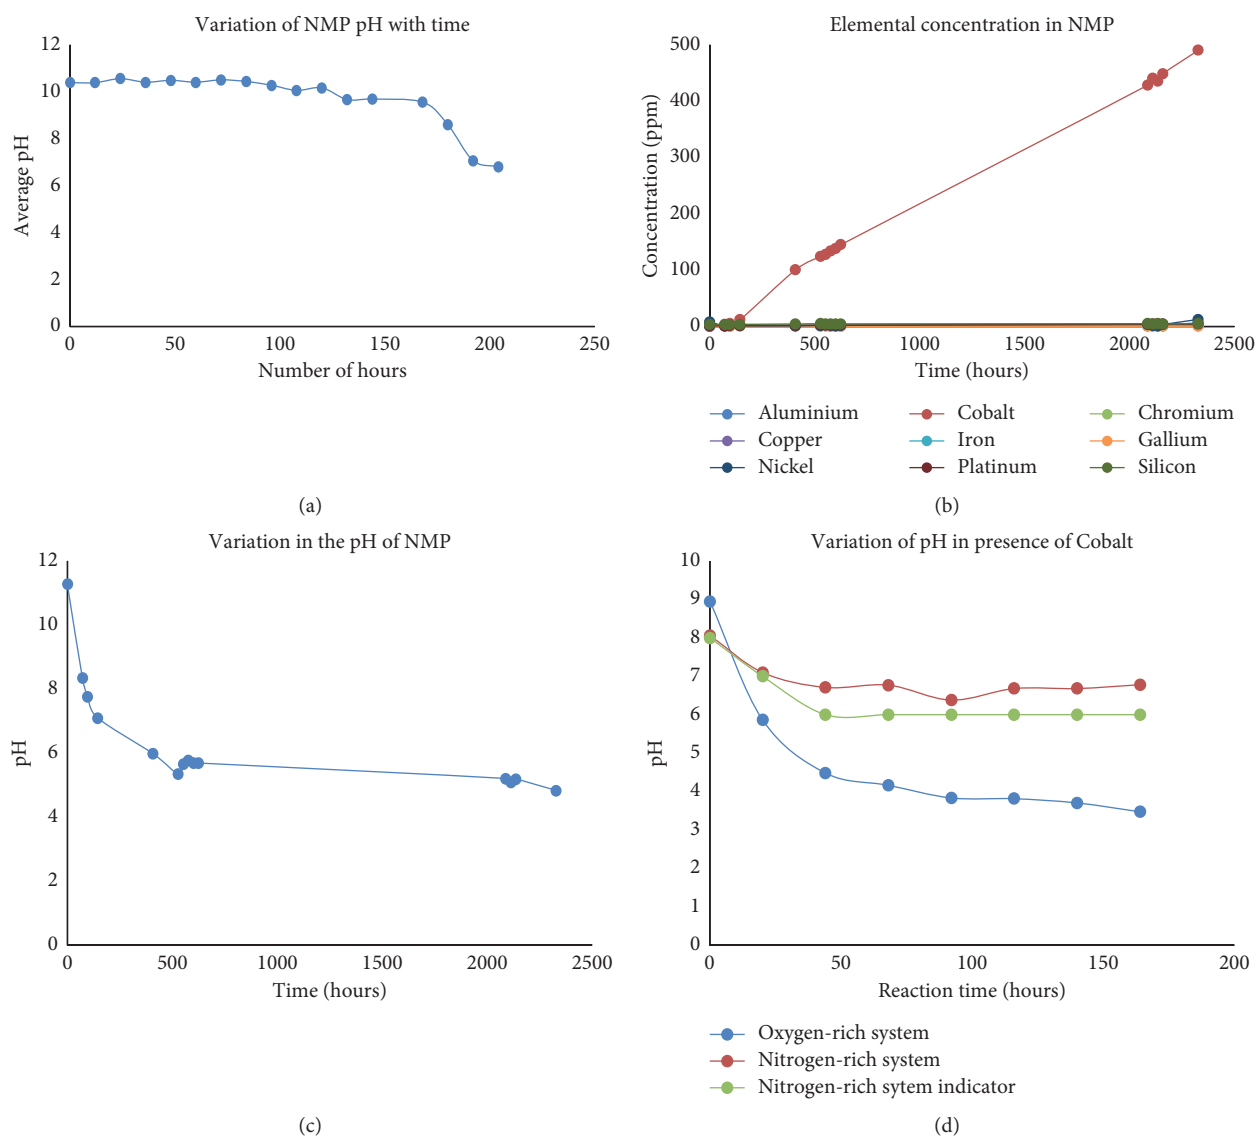 Variation of NMP pH with time
12
10
8
6
4
2
0
Average pH
0 50 100 150 200 250
Number of hours
(a)
Elemental concentration in NMP
500
400
300
200
100
0
Concentration (ppm)
0 500 1000 1500 2000 2500
Time (hours)
Aluminium Cobalt Chromium
Copper Iron Gallium
Nickel Platinum Silicon
(b)
Variation in the pH of NMP
12
10
8
6
4
2
0
pH
0 500 1000 1500 2000 2500
Time (hours)
(c)
Variation of pH in presence of Cobalt
10
9
8
7
6
5
4
3
2
1
0
pH
0 50 100 150 200
Reaction time (hours)
Oxygen-rich system
Nitrogen-rich system
Nitrogen-rich sytem indicator
(d)